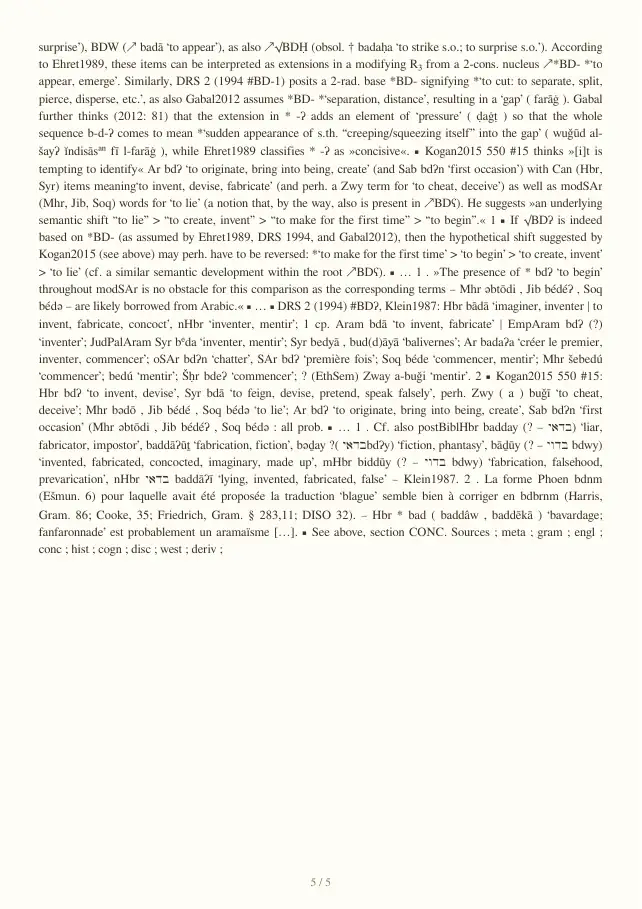 surprise’), BDW (↗ badā ‘to appear’), as also ↗√BDḤ (obsol. † badaḥa ‘to strike s.o.; to surprise s.o.’). According
to Ehret1989, these items can be interpreted as extensions in a modifying R₃ from a 2-cons. nucleus ↗*BD- *‘to
appear, emerge’. Similarly, DRS 2 (1994 #BD-1) posits a 2-rad. base *BD- signifying *‘to cut: to separate, split,
pierce, disperse, etc.’, as also Gabal2012 assumes *BD- *‘separation, distance’, resulting in a ‘gap’ ( farāġ ). Gabal
further thinks (2012: 81) that the extension in * -ʔ adds an element of ‘pressure’ ( ḍaġṭ ) so that the whole
sequence b-d-ʔ comes to mean *‘sudden appearance of s.th. “creeping/squeezing itself” into the gap’ ( wuǧūd al-
šayʔ ĭndisāsᵃⁿ fī l-farāġ ), while Ehret1989 classifies * -ʔ as »concisive«. ▪ Kogan2015 550 #15 thinks »[i]t is
tempting to identify« Ar bdʔ ‘to originate, bring into being, create’ (and Sab bdʔn ‘first occasion’) with Can (Hbr,
Syr) items meaning‘to invent, devise, fabricate’ (and perh. a Zwy term for ‘to cheat, deceive’) as well as modSAr
(Mhr, Jib, Soq) words for ‘to lie’ (a notion that, by the way, also is present in ↗BDʕ). He suggests »an underlying
semantic shift “to lie” > “to create, invent” > “to make for the first time” > “to begin”.« 1 ▪ If √BDʔ is indeed
based on *BD- (as assumed by Ehret1989, DRS 1994, and Gabal2012), then the hypothetical shift suggested by
Kogan2015 (see above) may perh. have to be reversed: *‘to make for the first time’ > ‘to begin’ > ‘to create, invent’
> ‘to lie’ (cf. a similar semantic development within the root ↗BDʕ). ▪ … 1 . »The presence of * bdʔ ‘to begin’
throughout modSAr is no obstacle for this comparison as the corresponding terms – Mhr əbtōdi , Jib bédéʔ , Soq
bédə – are likely borrowed from Arabic.« ▪ … ▪ DRS 2 (1994) #BDʔ, Klein1987: Hbr bādā ‘imaginer, inventer | to
invent, fabricate, concoct’, nHbr ‘inventer, mentir’; 1 cp. Aram bdā ‘to invent, fabricate’ | EmpAram bdʔ (?)
‘inventer’; JudPalAram Syr bᵉda ‘inventer, mentir’; Syr bedyā , bud(d)āyā ‘balivernes’; Ar badaʔa ‘créer le premier,
inventer, commencer’; oSAr bdʔn ‘chatter’, SAr bdʔ ‘première fois’; Soq béde ‘commencer, mentir’; Mhr šebedú
‘commencer’; bedú ‘mentir’; Šḥr bdeʔ ‘commencer’; ? (EthSem) Zway a-buǧi ‘mentir’. 2 ▪ Kogan2015 550 #15:
Hbr bdʔ ‘to invent, devise’, Syr bdā ‘to feign, devise, pretend, speak falsely’, perh. Zwy ( a ) buǧī ‘to cheat,
deceive’; Mhr bədō , Jib bédé , Soq bédə ‘to lie’; Ar bdʔ ‘to originate, bring into being, create’, Sab bdʔn ‘first
occasion’ (Mhr əbtōdi , Jib bédéʔ , Soq bédə : all prob. ▪ … 1 . Cf. also postBiblHbr badday (? – בדאי) ‘liar,
fabricator, impostor’, baddāʔūṯ ‘fabrication, fiction’, bəḏay ?( בדאיbdʔy) ‘fiction, phantasy’, bāḏūy (? – בדוי bdwy)
‘invented, fabricated, concocted, imaginary, made up’, mHbr biddūy (? – בדוי bdwy) ‘fabrication, falsehood,
prevarication’, nHbr בדאי baddāʔī ‘lying, invented, fabricated, false’ – Klein1987. 2 . La forme Phoen bdnm
(Ešmun. 6) pour laquelle avait été proposée la traduction ‘blague’ semble bien à corriger en bdbrnm (Harris,
Gram. 86; Cooke, 35; Friedrich, Gram. § 283,11; DISO 32). – Hbr * bad ( baddâw , baddēkā ) ‘bavardage;
fanfaronnade’ est probablement un aramaïsme […]. ▪ See above, section CONC. Sources ; meta ; gram ; engl ;
conc ; hist ; cogn ; disc ; west ; deriv ;
5 / 5